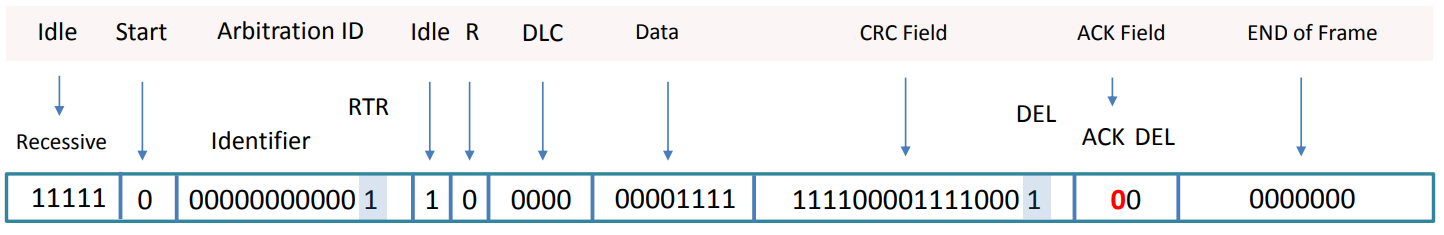 Idle Start Arbitration ID Idle R DLC Data CRC Field ACK Field END of Frame
RTR DEL
Recessive Identifier ACK DEL
11111 0 00000000000 1 1 0 0000 00001111 111100001111000 1 00 0000000